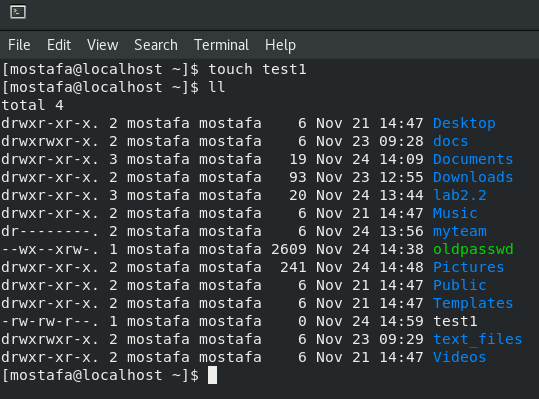 File Edit View Search Terminal Help
[mostafa@localhost ~]$ touch test1
[mostafa@localhost ~]$ ll
total 4
drwxr-xr-x. 2 mostafa mostafa    6 Nov 21 14:47 Desktop
drwxrwxr-x. 2 mostafa mostafa    6 Nov 23 09:28 docs
drwxr-xr-x. 3 mostafa mostafa   19 Nov 24 14:09 Documents
drwxr-xr-x. 2 mostafa mostafa   93 Nov 23 12:55 Downloads
drwxr-xr-x. 3 mostafa mostafa   20 Nov 24 13:44 lab2.2
drwxr-xr-x. 2 mostafa mostafa    6 Nov 21 14:47 Music
dr--------. 2 mostafa mostafa    6 Nov 24 13:56 myteam
--wx--xrw-. 1 mostafa mostafa 2609 Nov 24 14:38 oldpasswd
drwxr-xr-x. 2 mostafa mostafa  241 Nov 24 14:48 Pictures
drwxr-xr-x. 2 mostafa mostafa    6 Nov 21 14:47 Public
drwxr-xr-x. 2 mostafa mostafa    6 Nov 21 14:47 Templates
-rw-rw-r--. 1 mostafa mostafa    0 Nov 24 14:59 test1
drwxrwxr-x. 2 mostafa mostafa    6 Nov 23 09:29 text_files
drwxr-xr-x. 2 mostafa mostafa    6 Nov 21 14:47 Videos
[mostafa@localhost ~]$